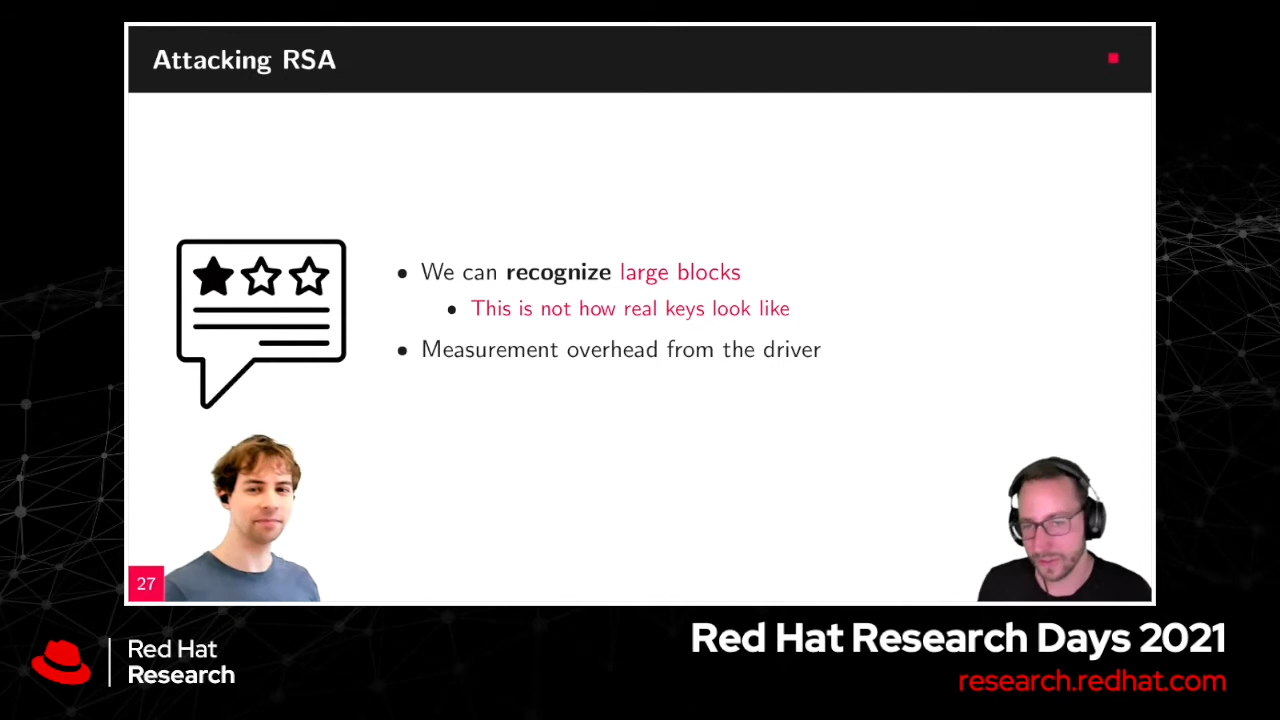 Attacking RSA
We can recognize large blocks
This is not how real keys look like
Measurement overhead from the driver
27
Red Hat
Research
Red Hat Research Days 2021
research.redhat.com